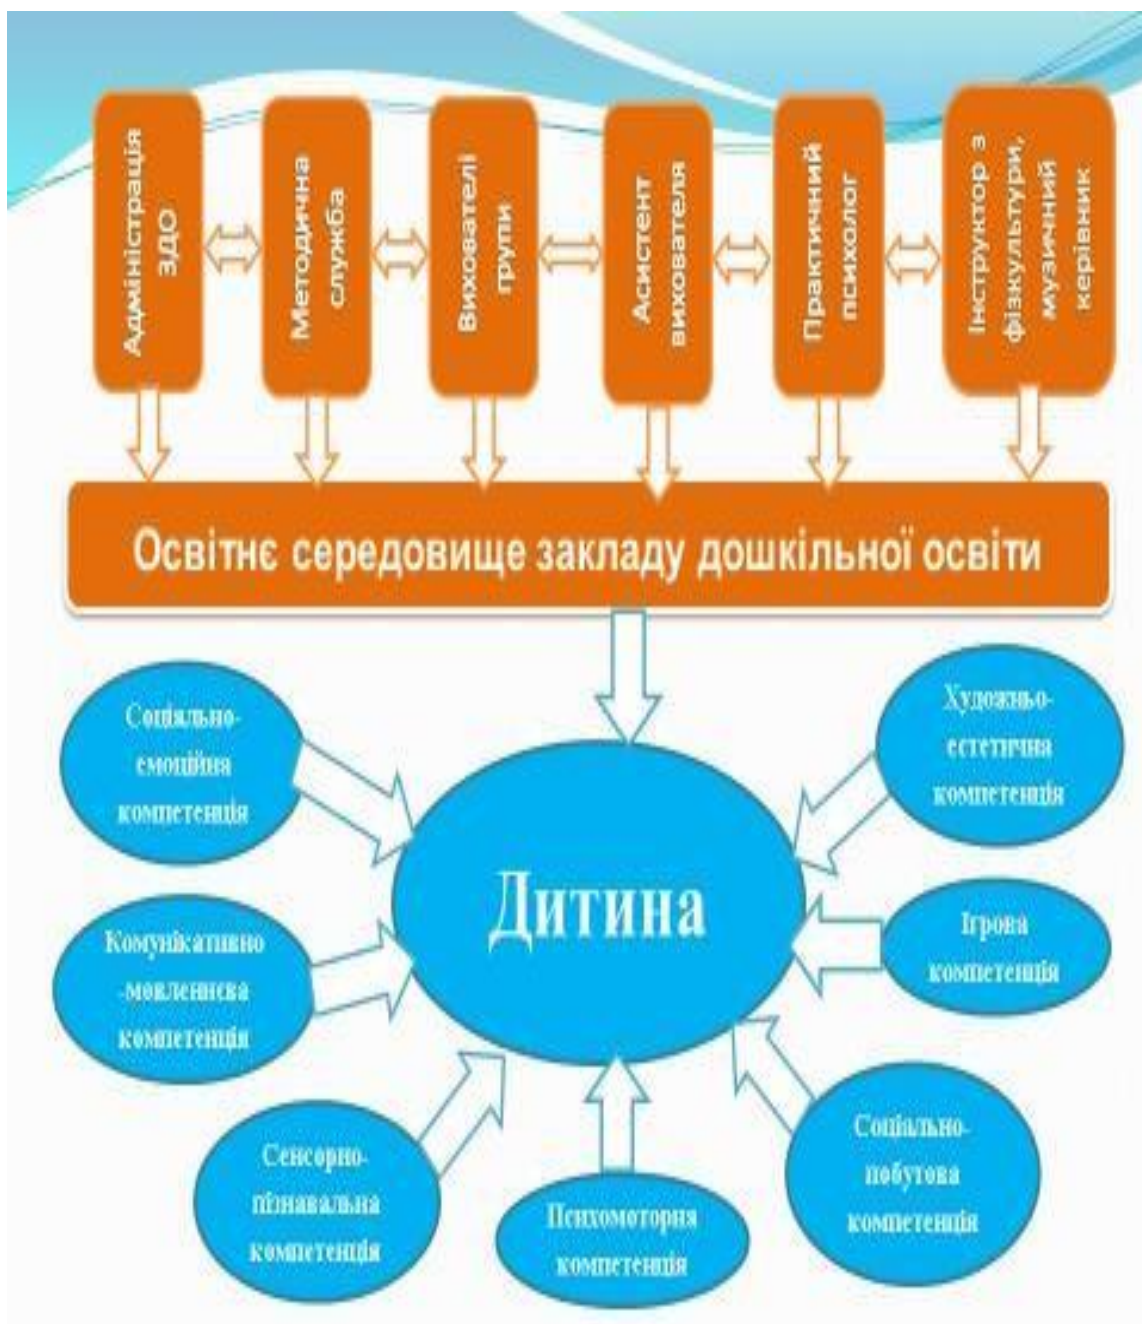 Адміністрація
ЗДО
Методична
служба
Вихователі
групи
Асистент
вихователя
Практичний
психолог
Інструктор з
фізкультури,
музичний
керівник
Освітнє середовище закладу дошкільної освіти
Соціально-
емоційна
компетенція
Художньо-
естетична
компетенція
Дитина
Комунікативно
-мовленнєва
компетенція
Ігрова
компетенція
Сенсорно-
пізнавальна
компетенція
Психомоторна
компетенція
Соціально-
побутова
компетенція